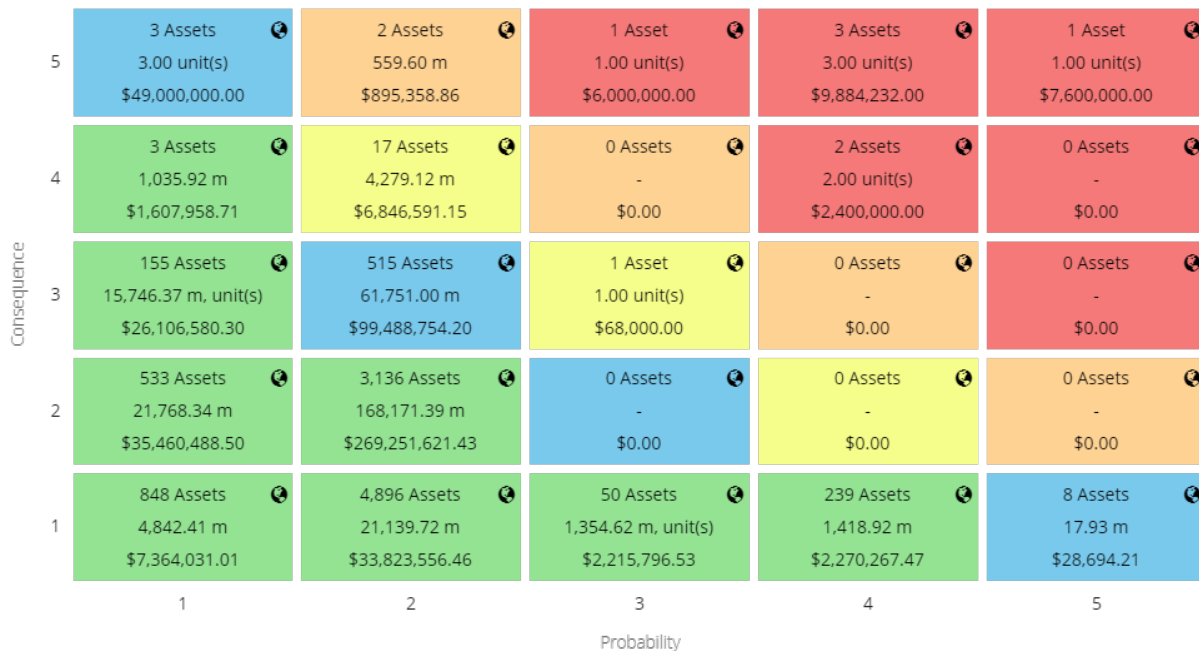 3 Assets
3.00 unit(s)
$49,000,000.00
2 Assets
559.60 m
$895,358.86
1 Asset
1.00 unit(s)
$6,000,000.00
3 Assets
3.00 unit(s)
$9,884,232.00
1 Asset
1.00 unit(s)
$7,600,000.00
5
3 Assets
1,035.92 m
$1,607,958.71
17 Assets
4,279.12 m
$6,846,591.15
0 Assets
-
$0.00
2 Assets
2.00 unit(s)
$2,400,000.00
0 Assets
-
$0.00
4
155 Assets
15,746.37 m, unit(s)
$26,106,580.30
515 Assets
61,751.00 m
$99,488,754.20
1 Asset
1.00 unit(s)
$68,000.00
0 Assets
-
$0.00
0 Assets
-
$0.00
3
Consequence
533 Assets
21,768.34 m
$35,460,488.50
3,136 Assets
168,171.39 m
$269,251,621.43
0 Assets
-
$0.00
0 Assets
-
$0.00
0 Assets
-
$0.00
2
848 Assets
4,842.41 m
$7,364,031.01
4,896 Assets
21,139.72 m
$33,823,556.46
50 Assets
1,354.62 m, unit(s)
$2,215,796.53
239 Assets
1,418.92 m
$2,270,267.47
8 Assets
17.93 m
$28,694.21
1
1
2
3
4
5
Probability